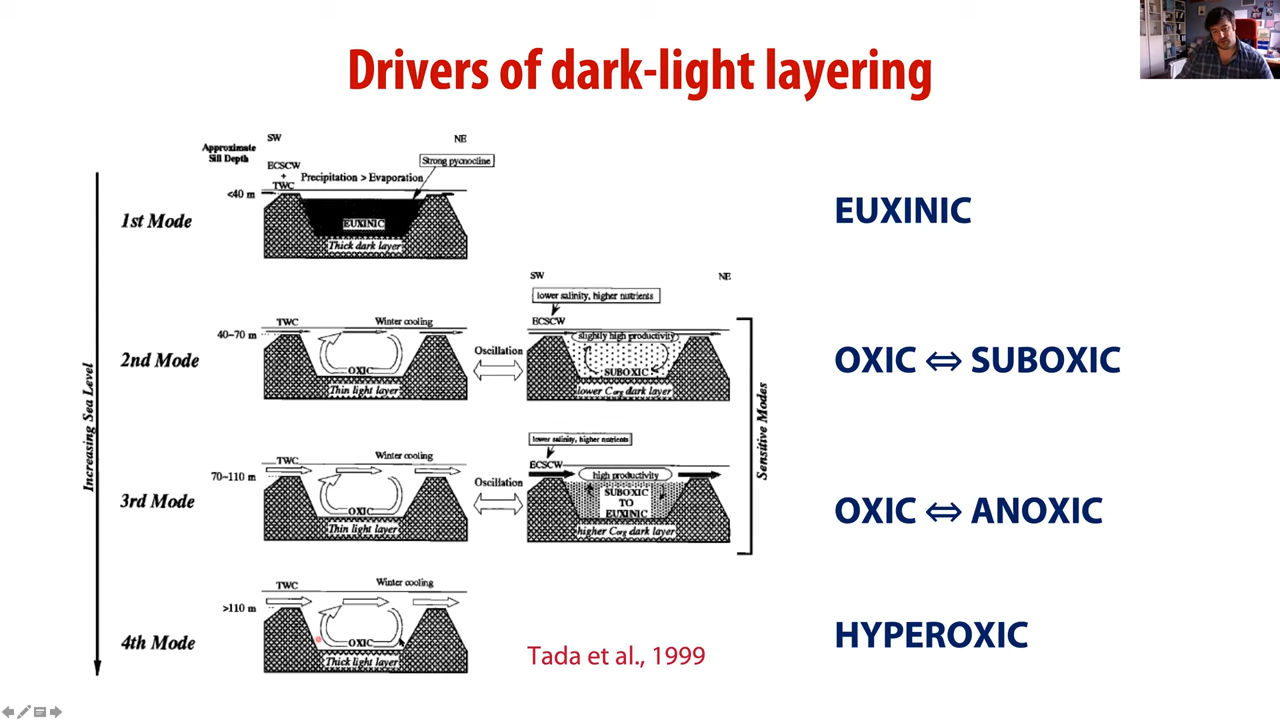 Drivers of dark-light layering
Approximate
Sill Depth
SW
NE
ECSCW
+
TWC
Precipitation > Evaporation
Strong pycnocline
<40 m
EUXINIC
Thick dark layer
1st Mode
EUXINIC
SW
NE
lower salinity, higher nutrients
TWC
Winter cooling
ECSCW
40~70 m
slightly high productivity
Oscillation
OXIC
SUBOXIC
Thin light layer
lower Corg dark layer
2nd Mode
OXIC ⇔ SUBOXIC
lower salinity, higher nutrients
TWC
Winter cooling
ECSCW
70~110 m
high productivity
Oscillation
OXIC
SUBOXIC
TO
EUXINIC
Thin light layer
higher Corg dark layer
3rd Mode
OXIC ⇔ ANOXIC
TWC
Winter cooling
>110 m
OXIC
Thick light layer
4th Mode
HYPEROXIC
Increasing Sea Level
Sensitive Modes
Tada et al., 1999